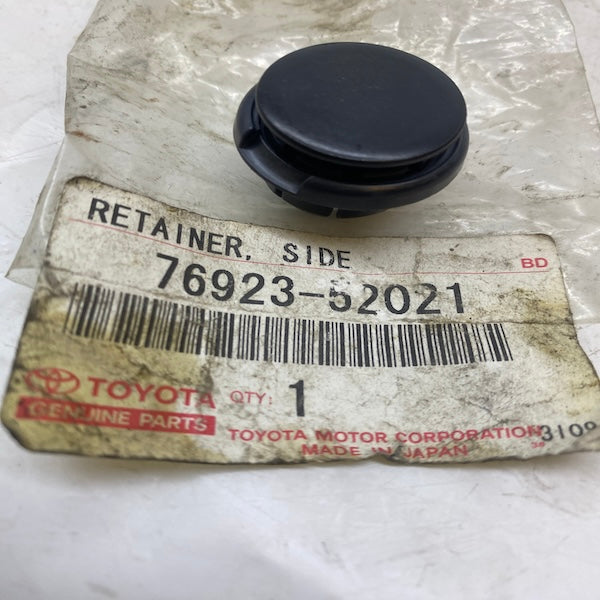 RETAINER, SIDE
BD
76923-52021
TOYOTA QTY: 1
GENUINE PARTS
TOYOTA MOTOR CORPORATION
MADE IN JAPAN